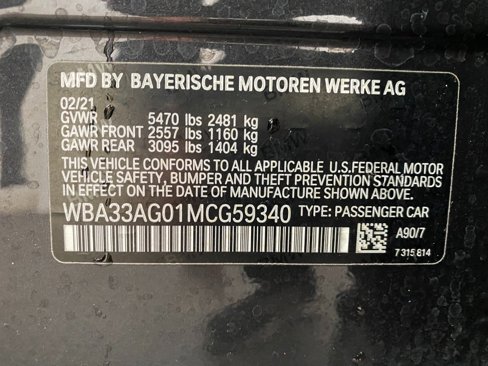 MFD BY BAYERISCHE MOTOREN WERKE AG
02/21
GVWR 5470 lbs 2481 kg
GAWR FRONT 2557 lbs 1160 kg
GAWR REAR 3095 lbs 1404 kg
THIS VEHICLE CONFORMS TO ALL APPLICABLE U.S.FEDERAL MOTOR
VEHICLE SAFETY, BUMPER AND THEFT PREVENTION STANDARDS IN
EFFECT ON THE DATE OF MANUFACTURE SHOWN ABOVE.
WBA33AG01MCG59340 TYPE: PASSENGER CAR
A90/7
7 315 814